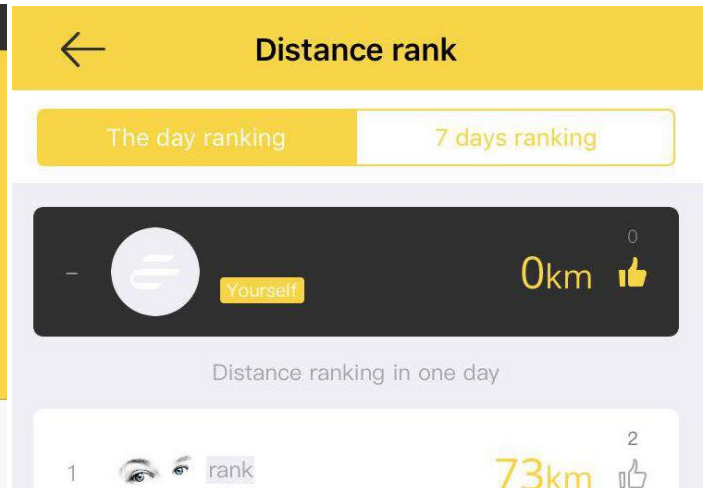 Distance rank
The day ranking
7 days ranking
0
-
0km
Yourself
Distance ranking in one day
2
1
rank
73km